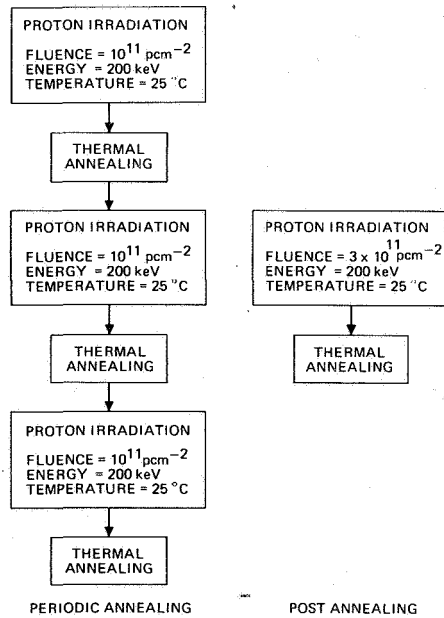 PROTON IRRADIATION
FLUENCE = 10^11 pcm^-2
ENERGY = 200 keV
TEMPERATURE = 25 °C
THERMAL
ANNEALING
PROTON IRRADIATION
FLUENCE = 10^11 pcm^-2
ENERGY = 200 keV
TEMPERATURE = 25 °C
THERMAL
ANNEALING
PROTON IRRADIATION
FLUENCE = 10^11 pcm^-2
ENERGY = 200 keV
TEMPERATURE = 25 °C
THERMAL
ANNEALING
PERIODIC ANNEALING
PROTON IRRADIATION
FLUENCE = 3 x 10^11 pcm^-2
ENERGY = 200 keV
TEMPERATURE = 25 °C
THERMAL
ANNEALING
POST ANNEALING